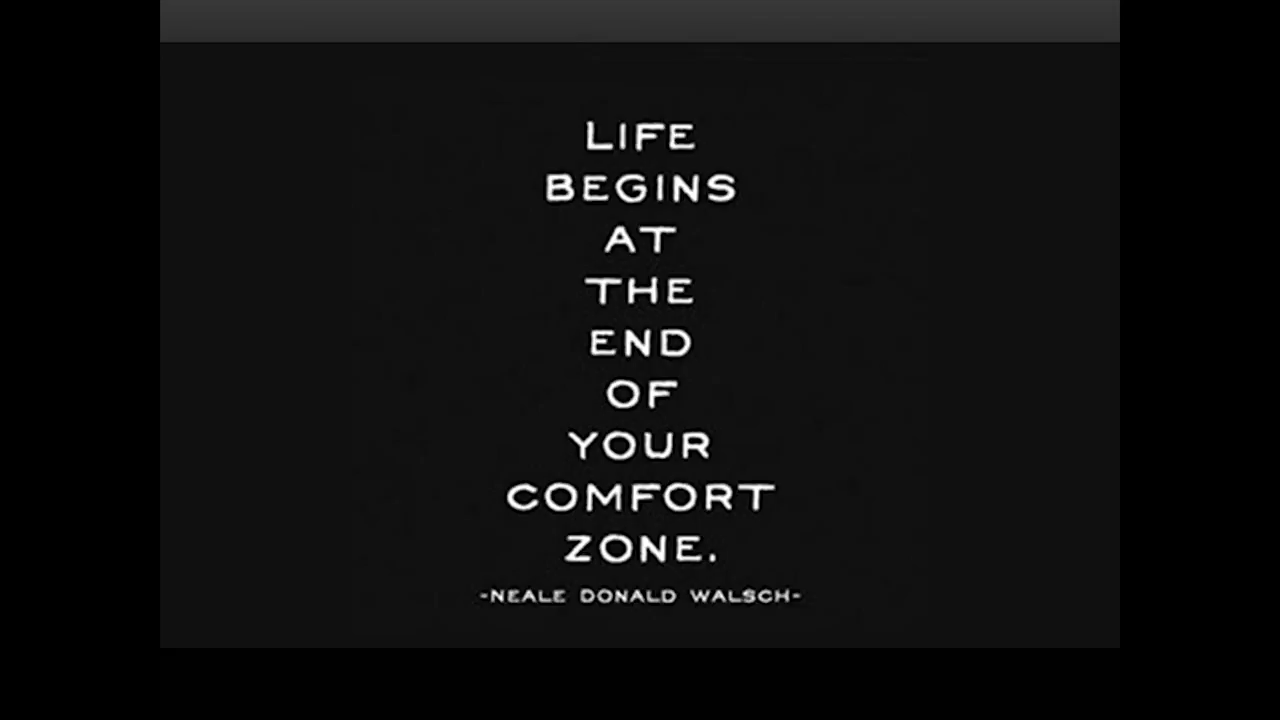 LIFE
BEGINS
AT
THE
END
OF
YOUR
COMFORT
ZONE.
-NEALE DONALD WALSCH-